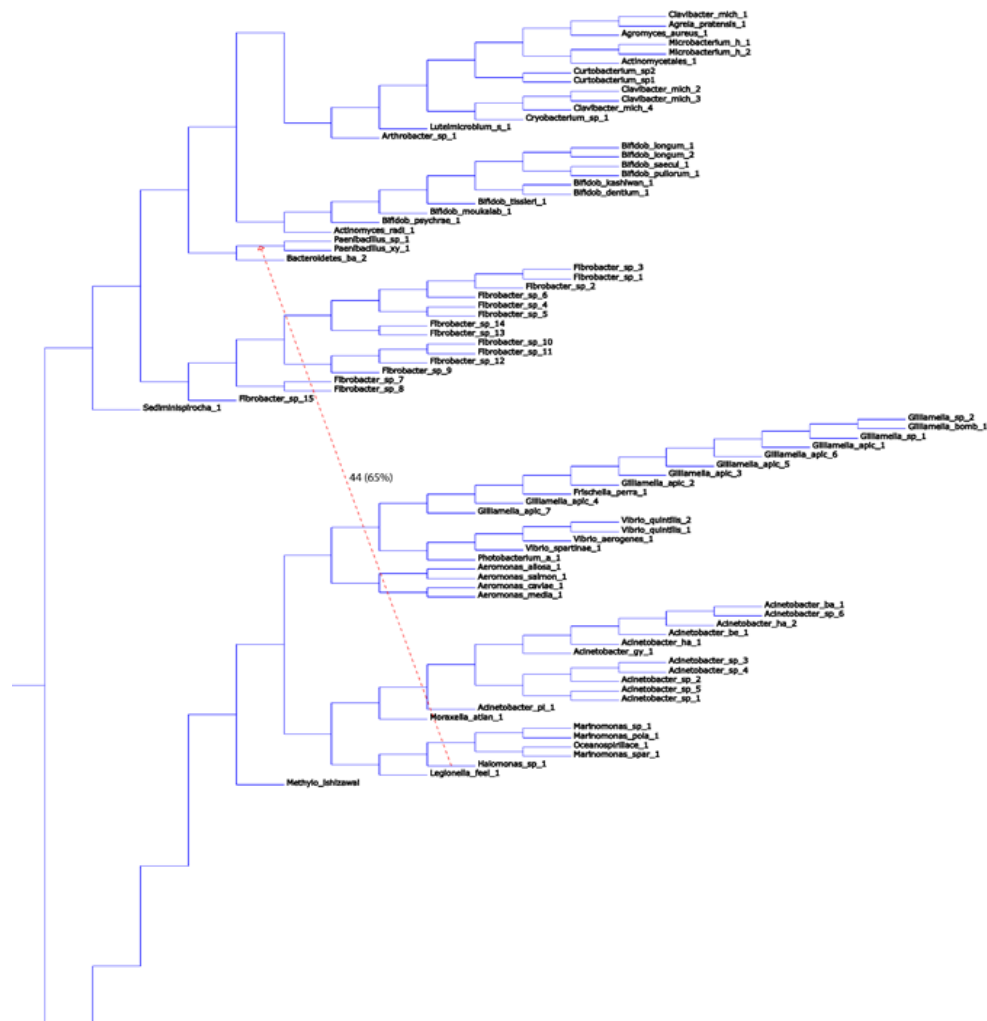 Clavibacter_mich_1
Agreia_pratensis_1
Agromyces_aureus_1
Microbacterium_h_1
Microbacterium_h_2
Actinomycetales_1
Curtobacterium_sp2
Curtobacterium_sp1
Clavibacter_mich_2
Clavibacter_mich_3
Clavibacter_mich_4
Cryobacterium_sp_1
Luteimicrobium_s_1
Arthrobacter_sp_1
Bifidob_longum_1
Bifidob_longum_2
Bifidob_saecul_1
Bifidob_pullorum_1
Bifidob_kashiwan_1
Bifidob_dentium_1
Bifidob_tissieri_1
Bifidob_moukalab_1
Bifidob_psychrae_1
Actinomyces_radi_1
Paenibacillus_sp_1
Paenibacillus_xy_1
Bacteroidetes_ba_2
Fibrobacter_sp_3
Fibrobacter_sp_1
Fibrobacter_sp_2
Fibrobacter_sp_6
Fibrobacter_sp_4
Fibrobacter_sp_5
Fibrobacter_sp_14
Fibrobacter_sp_13
Fibrobacter_sp_10
Fibrobacter_sp_11
Fibrobacter_sp_12
Fibrobacter_sp_9
Fibrobacter_sp_7
Fibrobacter_sp_8
Fibrobacter_sp_15
Sediminispirocha_1
Gilliamella_sp_2
Gilliamella_bomb_1
Gilliamella_sp_1
Gilliamella_apic_1
Gilliamella_apic_6
Gilliamella_apic_5
Gilliamella_apic_3
44 (65%)
Gilliamella_apic_2
Frischella_perra_1
Gilliamella_apic_4
Gilliamella_apic_7
Vibrio_quintilis_2
Vibrio_quintilis_1
Vibrio_aerogenes_1
Vibrio_spartinae_1
Photobacterium_a_1
Aeromonas_allosa_1
Aeromonas_salmon_1
Aeromonas_caviae_1
Aeromonas_media_1
Acinetobacter_ba_1
Acinetobacter_sp_6
Acinetobacter_ha_2
Acinetobacter_be_1
Acinetobacter_ha_1
Acinetobacter_gy_1
Acinetobacter_sp_3
Acinetobacter_sp_4
Acinetobacter_sp_2
Acinetobacter_sp_5
Acinetobacter_sp_1
Acinetobacter_pi_1
Moraxella_atlan_1
Marinomonas_sp_1
Marinomonas_pola_1
Oceanospirillace_1
Marinomonas_spar_1
Halomonas_sp_1
Legionella_feel_1
Methylo_ishizawai